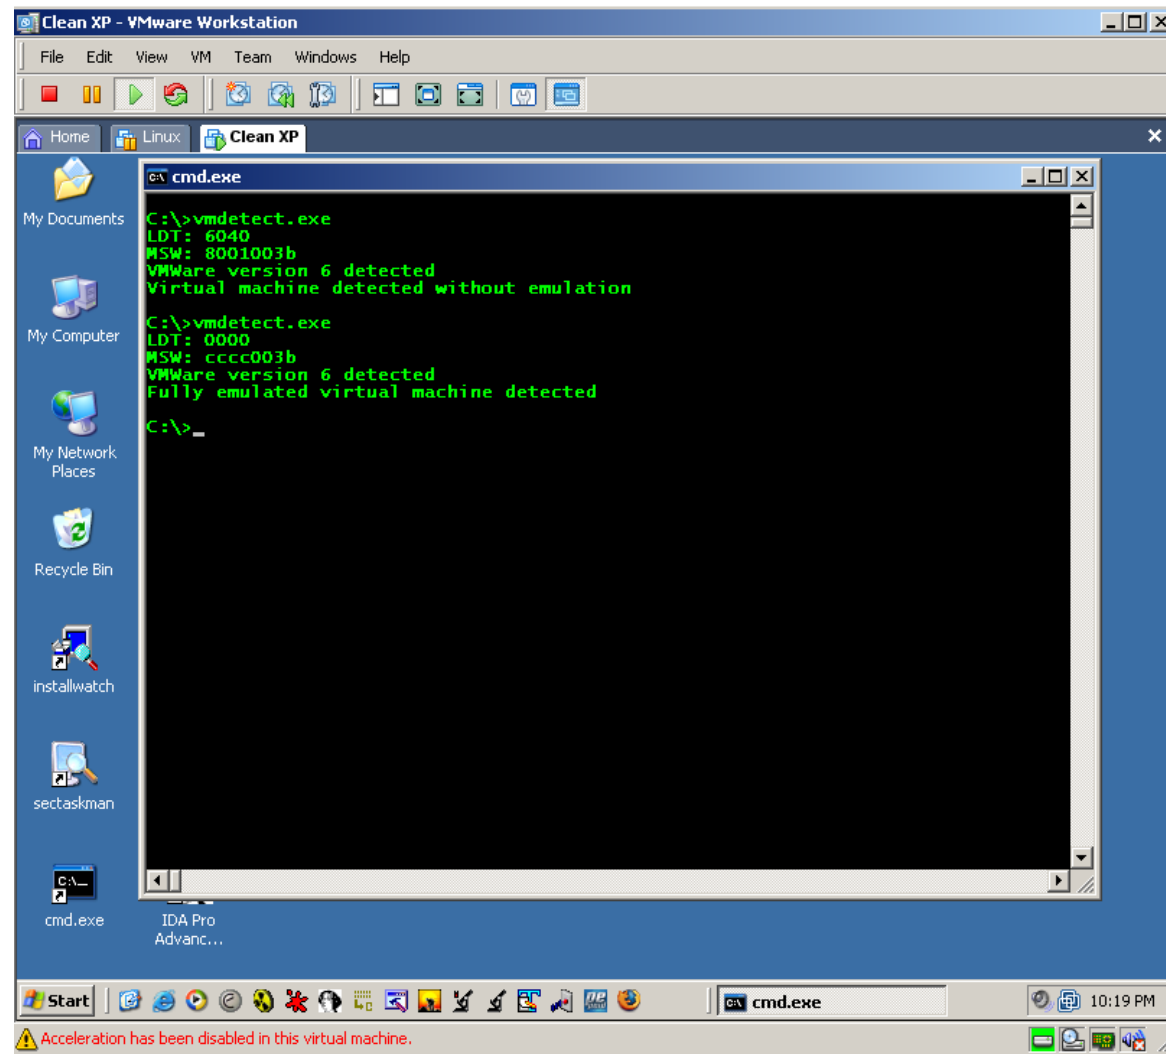 Clean XP - VMware Workstation
File Edit View VM Team Windows Help
Home Linux Clean XP
My Documents
My Computer
My Network
Places
Recycle Bin
installwatch
sectaskman
cmd.exe
IDA Pro
Advanc...
cmd.exe
C:\>vmdetect.exe
LDT: 6040
MSW: 8001003b
VMWare version 6 detected
Virtual machine detected without emulation
C:\>vmdetect.exe
LDT: 0000
MSW: cccc003b
VMWare version 6 detected
Fully emulated virtual machine detected
C:\>_
Start cmd.exe 10:19 PM
Acceleration has been disabled in this virtual machine.